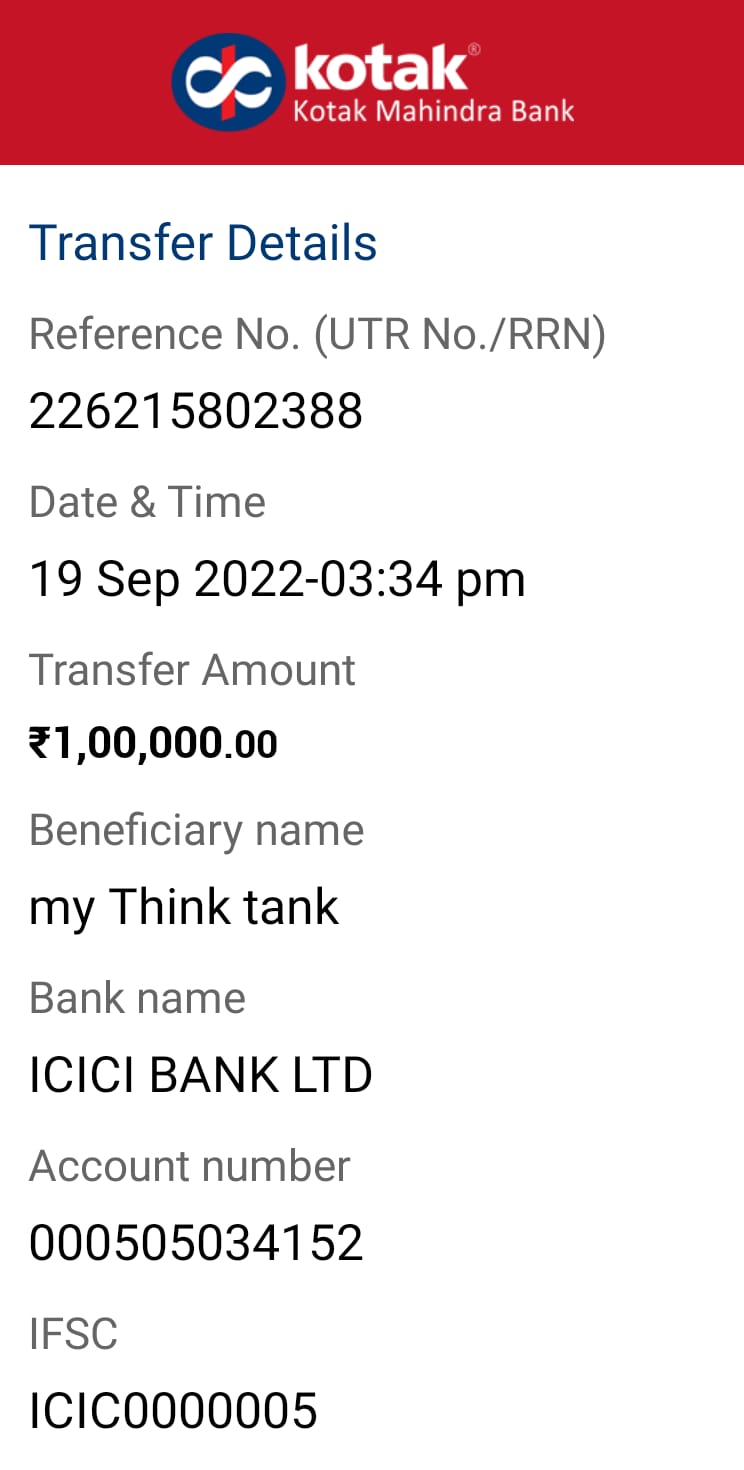 kotak®
Kotak Mahindra Bank
Transfer Details
Reference No. (UTR No./RRN)
226215802388
Date & Time
19 Sep 2022-03:34 pm
Transfer Amount
₹1,00,000.00
Beneficiary name
my Think tank
Bank name
ICICI BANK LTD
Account number
000505034152
IFSC
ICIC0000005